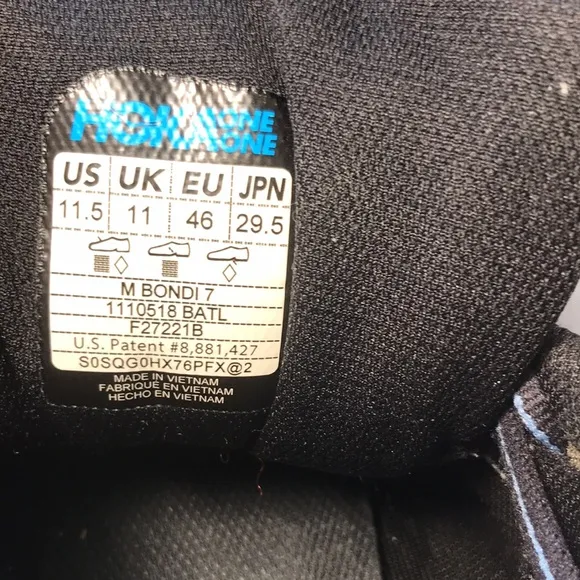 HOKA ONE ONE
US UK EU JPN
11.5 11 46 29.5
M BONDI 7
1110518 BATL
F27221B
U.S. Patent #8,881,427
S0SQG0HX76PFX@2
MADE IN VIETNAM
FABRIQUÉ EN VIETNAM
HECHO EN VIETNAM